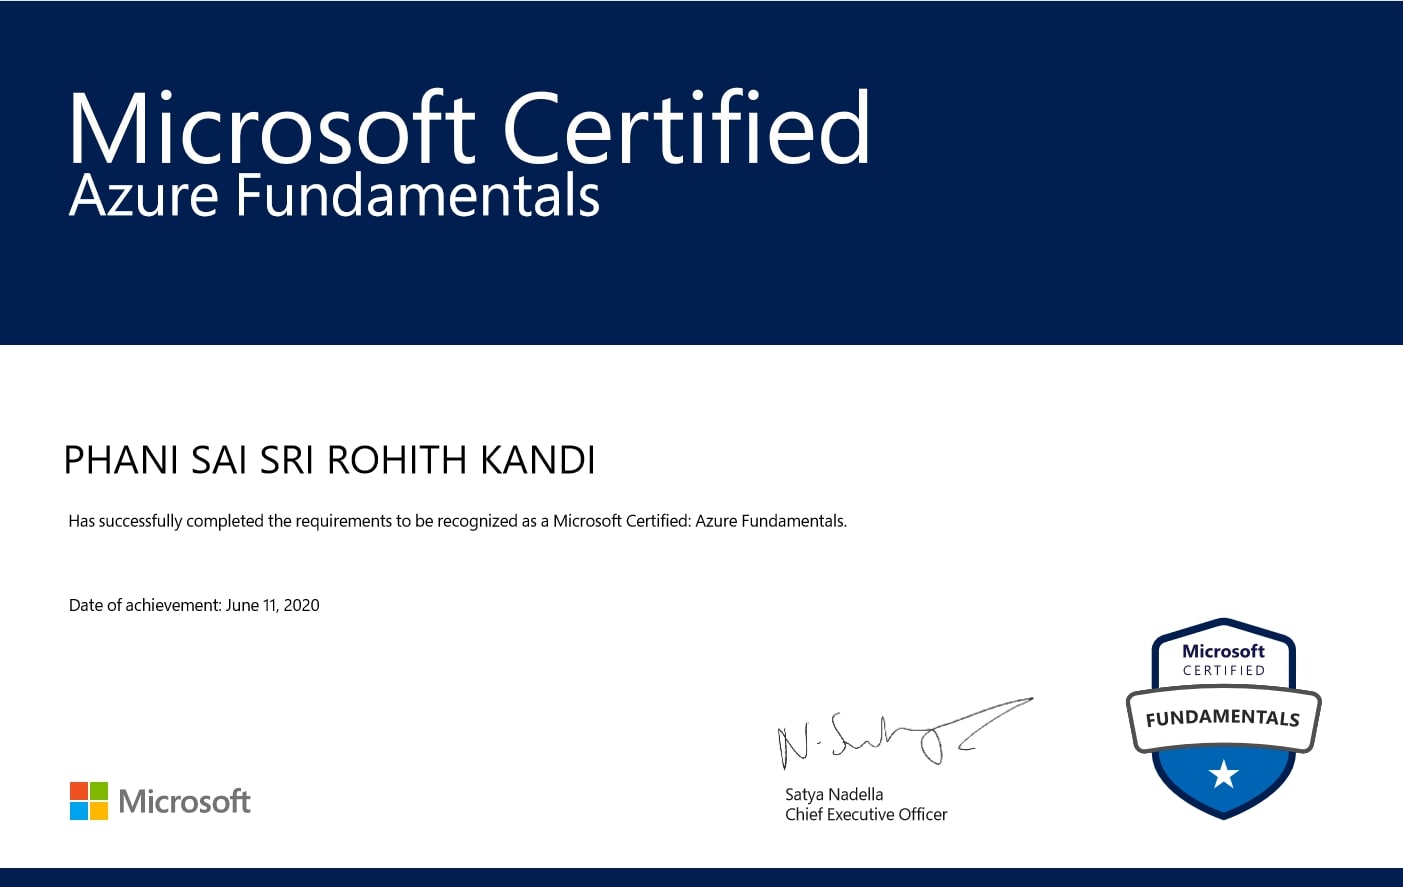 Microsoft Certified
Azure Fundamentals
PHANI SAI SRI ROHITH KANDI
Has successfully completed the requirements to be recognized as a Microsoft Certified: Azure Fundamentals.
Date of achievement: June 11, 2020
Microsoft
CERTIFIED
FUNDAMENTALS
Microsoft
Satya Nadella
Chief Executive Officer